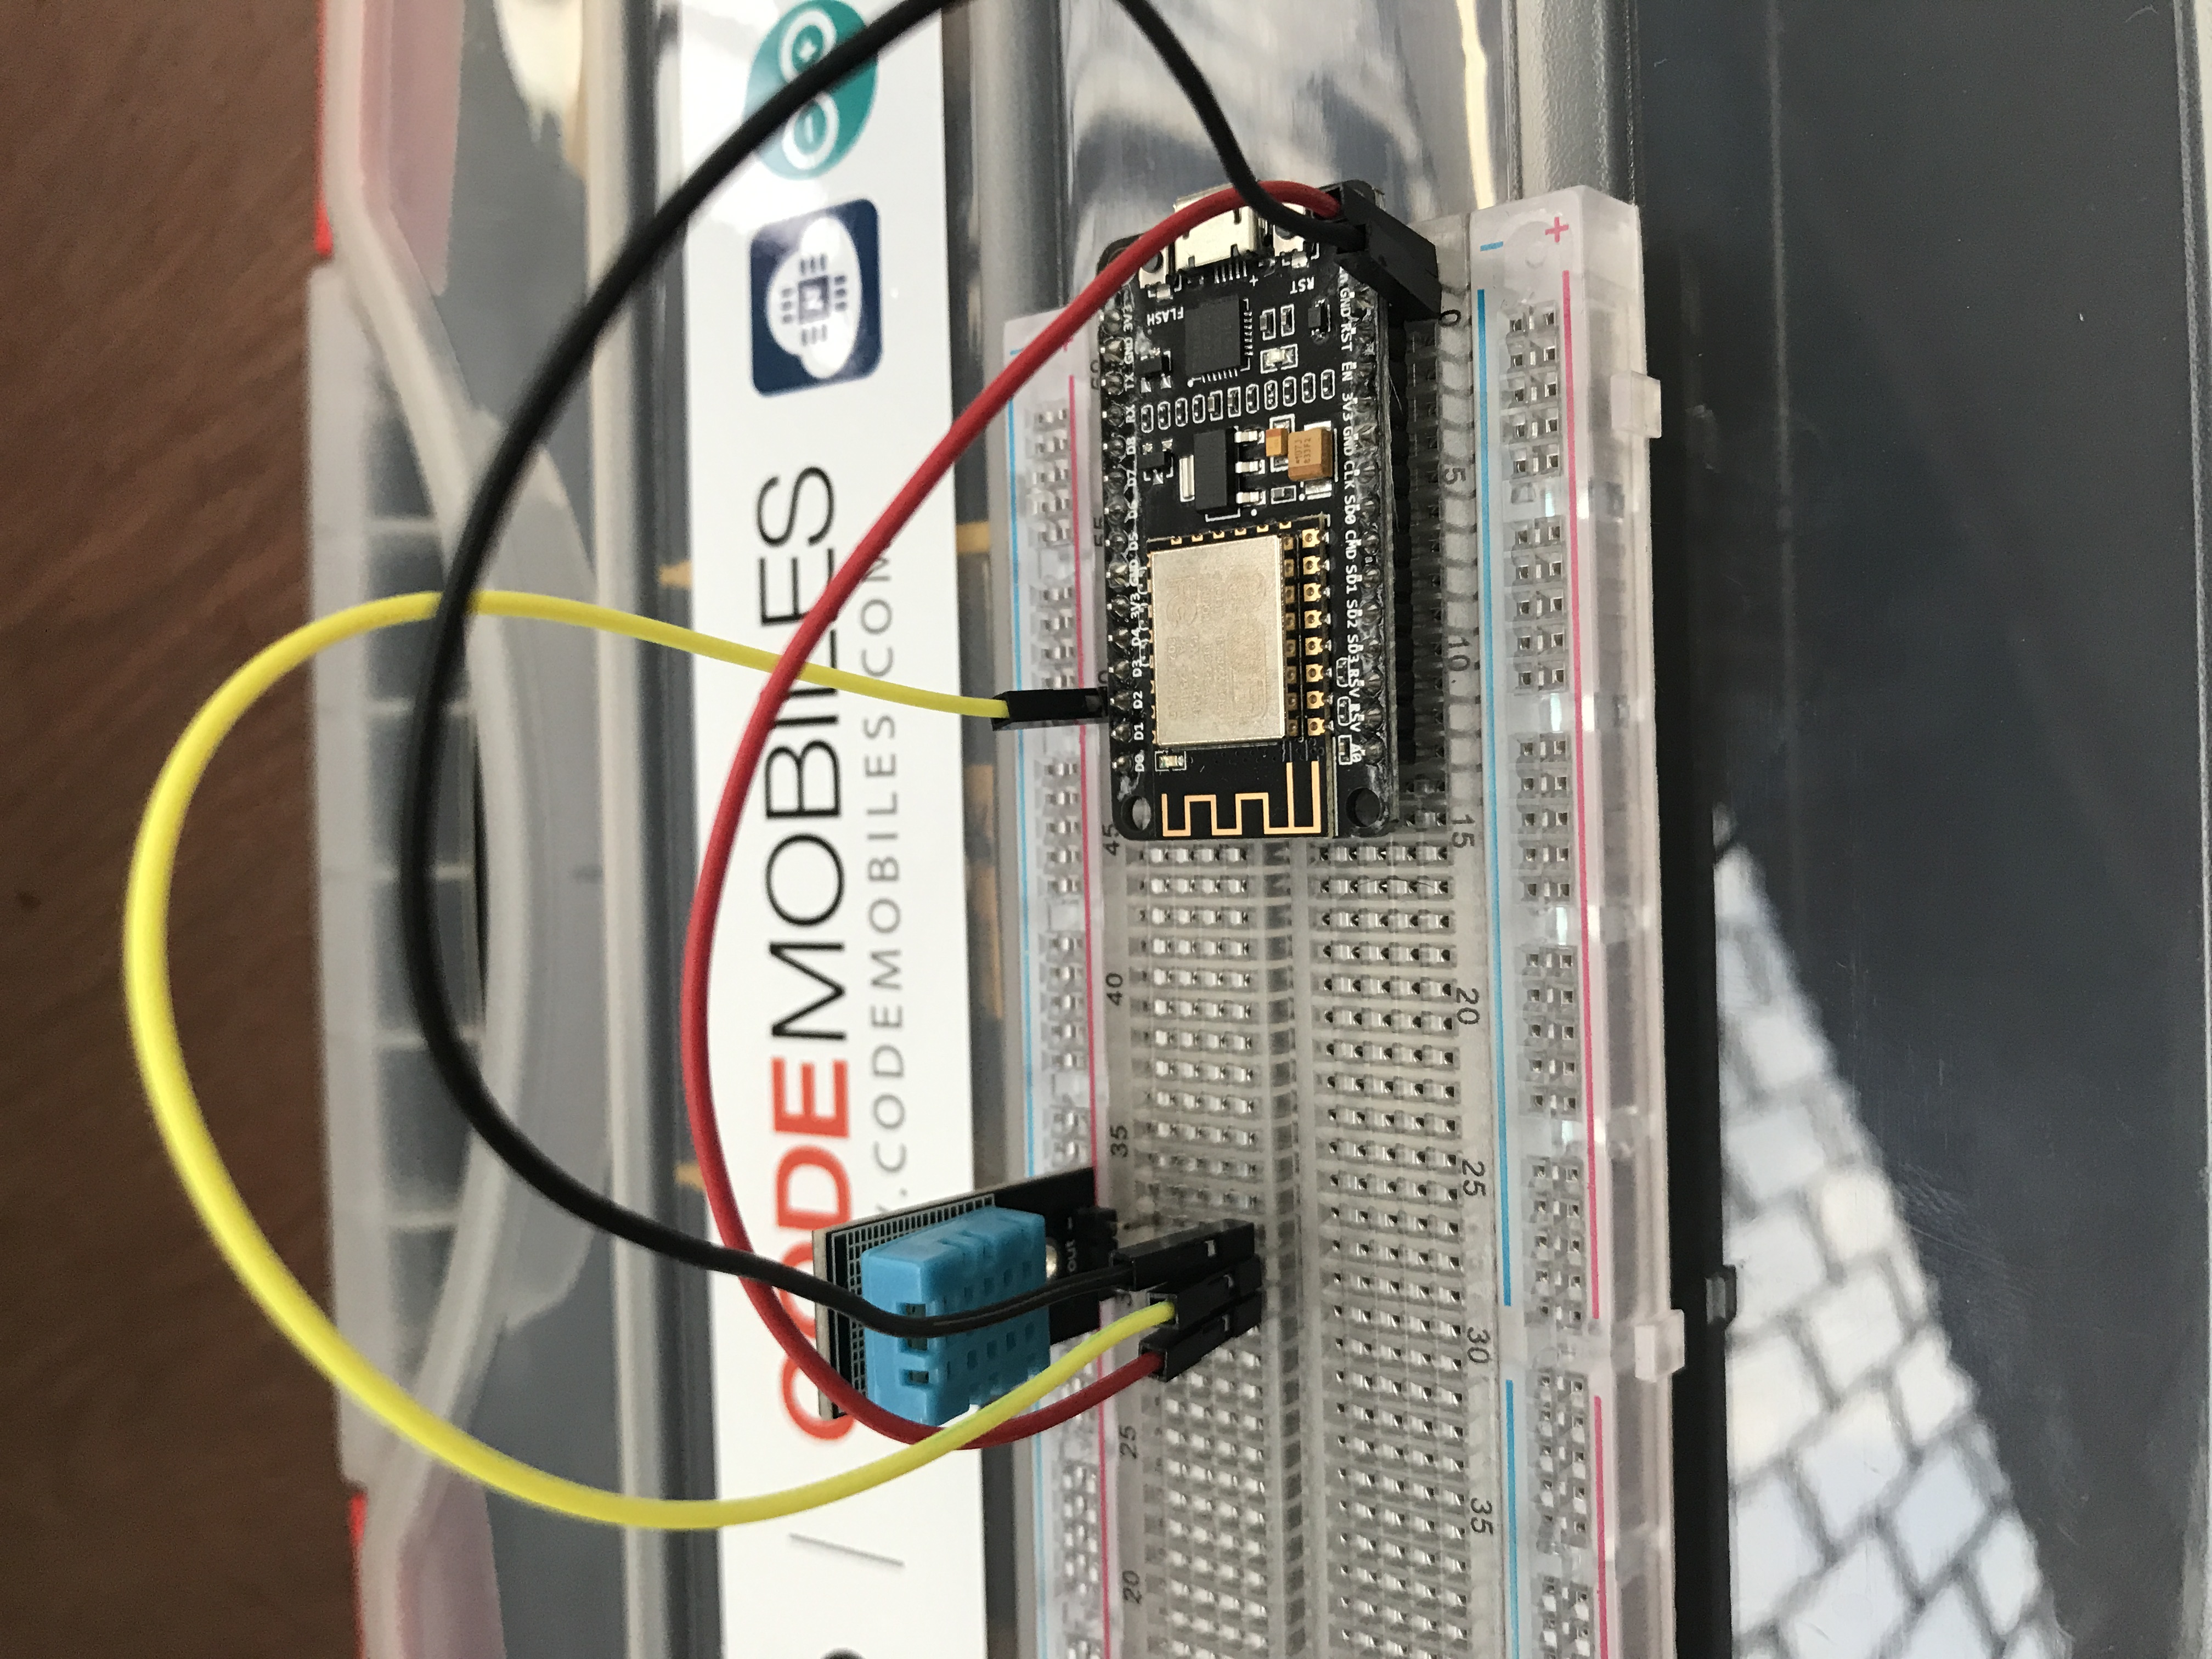 CODEMOBILES
.CODEMOBILES.COM
out -
20 25 35 40 45 55
D0 D1 D2 D3 D4 3V3 GND D5 D6 D7 D8 RX TX GND 3V3
FLASH
RST
A0 RSV RSV SD3 SD2 SD1 CMD SD0 CLK GND 3V3 EN RST GND
35 30 25 20 15 10 5 0
-
+